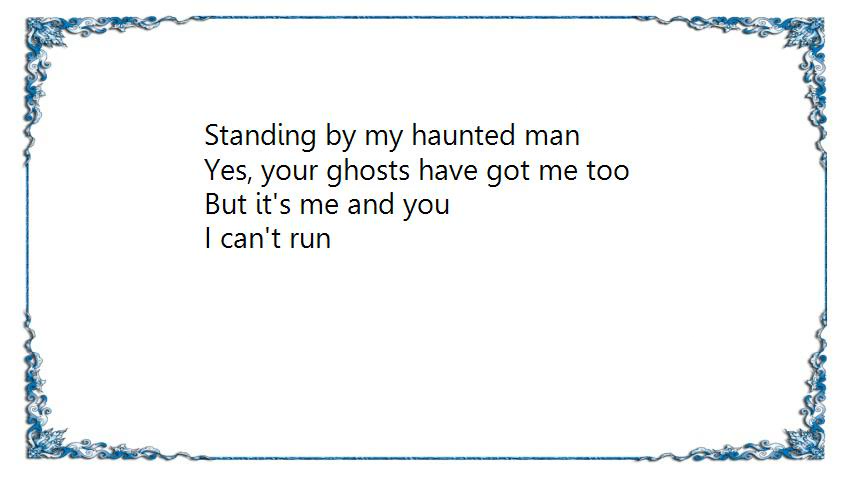 Standing by my haunted man
Yes, your ghosts have got me too
But it's me and you
I can't run